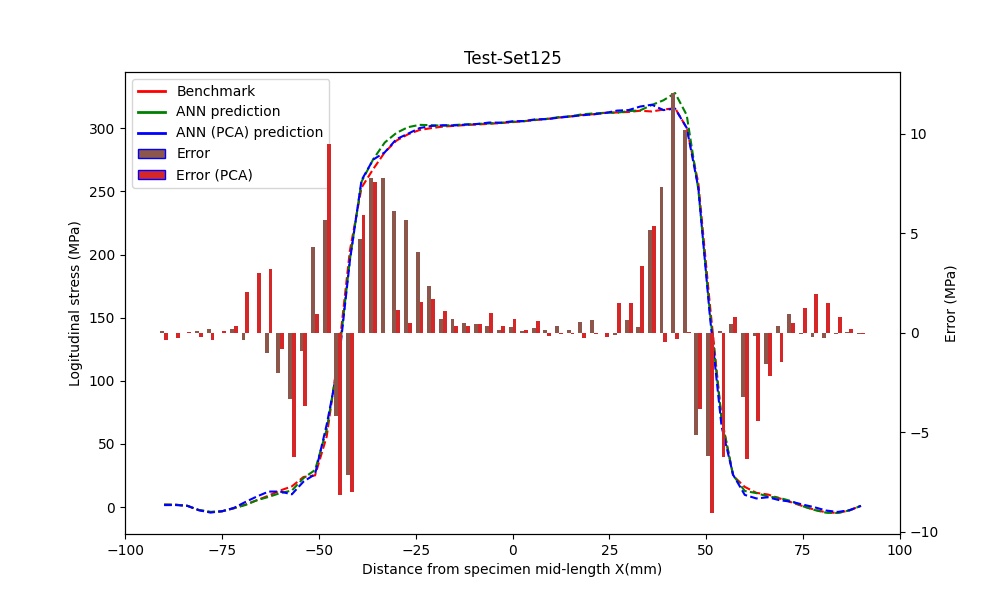 Test-Set125
Benchmark
ANN prediction
ANN (PCA) prediction
Error
Error (PCA)
Logitudinal stress (MPa)
300
250
200
150
100
50
0
10
5
0
−5
−10
Error (MPa)
−100
−75
−50
−25
0
25
50
75
100
Distance from specimen mid-length X(mm)